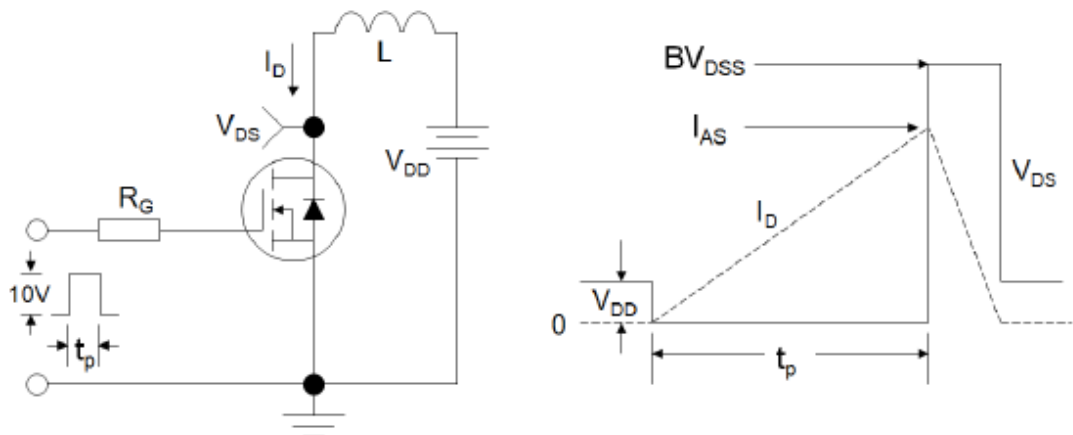 L
I_D
V_DS
V_DD
R_G
10V
t_p
BV_DSS
I_AS
V_DS
I_D
V_DD
0
t_p